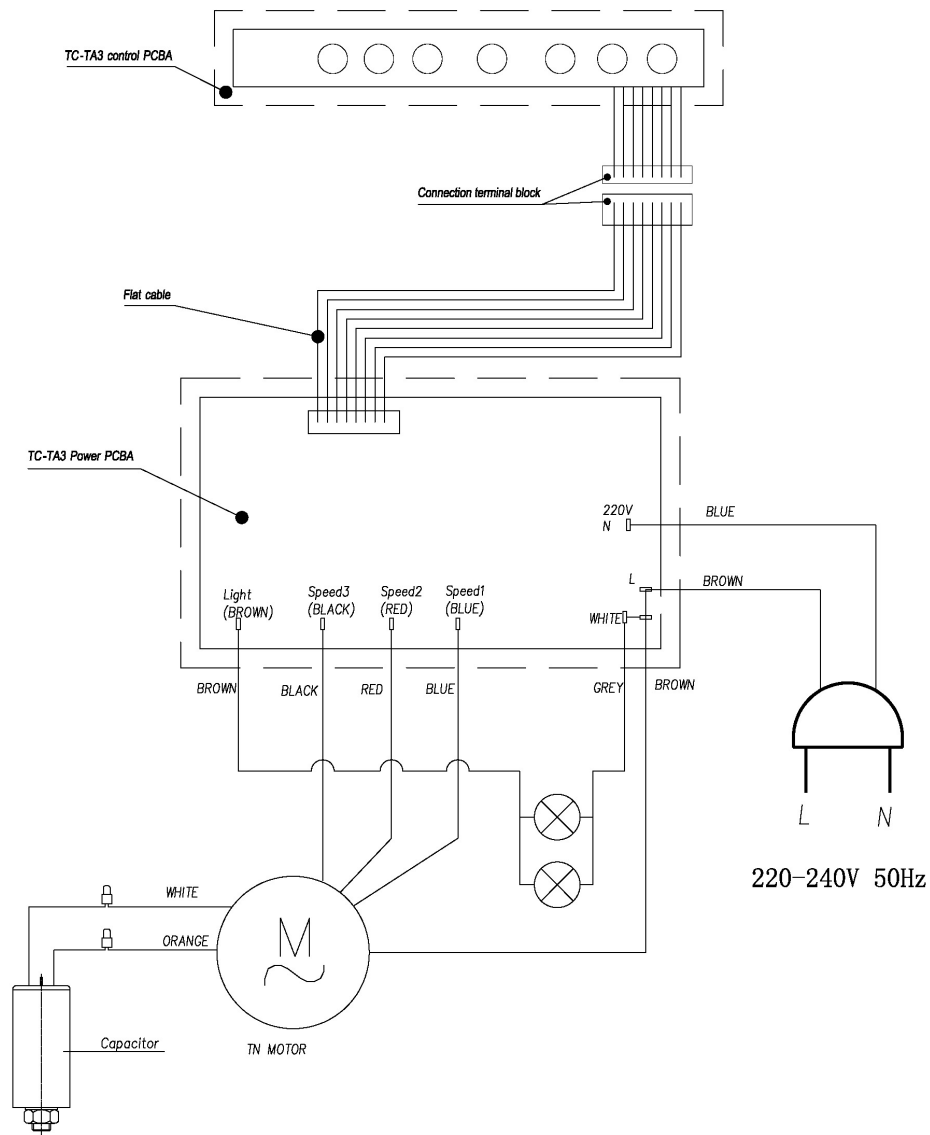 TC-TA3 control PCBA
Connection terminal block
Flat cable
TC-TA3 Power PCBA
220V
N
BLUE
L
BROWN
Light
(BROWN)
Speed3
(BLACK)
Speed2
(RED)
Speed1
(BLUE)
WHITE
BROWN
BLACK
RED
BLUE
GREY
BROWN
L
N
220-240V 50Hz
WHITE
ORANGE
M
Capacitor
TN MOTOR